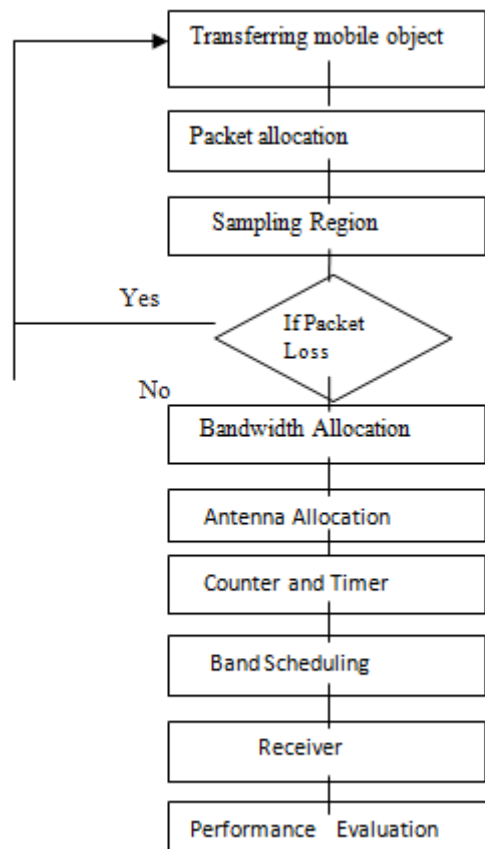 Transferring mobile object
Packet allocation
Sampling Region
Yes
If Packet
Loss
No
Bandwidth Allocation
Antenna Allocation
Counter and Timer
Band Scheduling
Receiver
Performance Evaluation